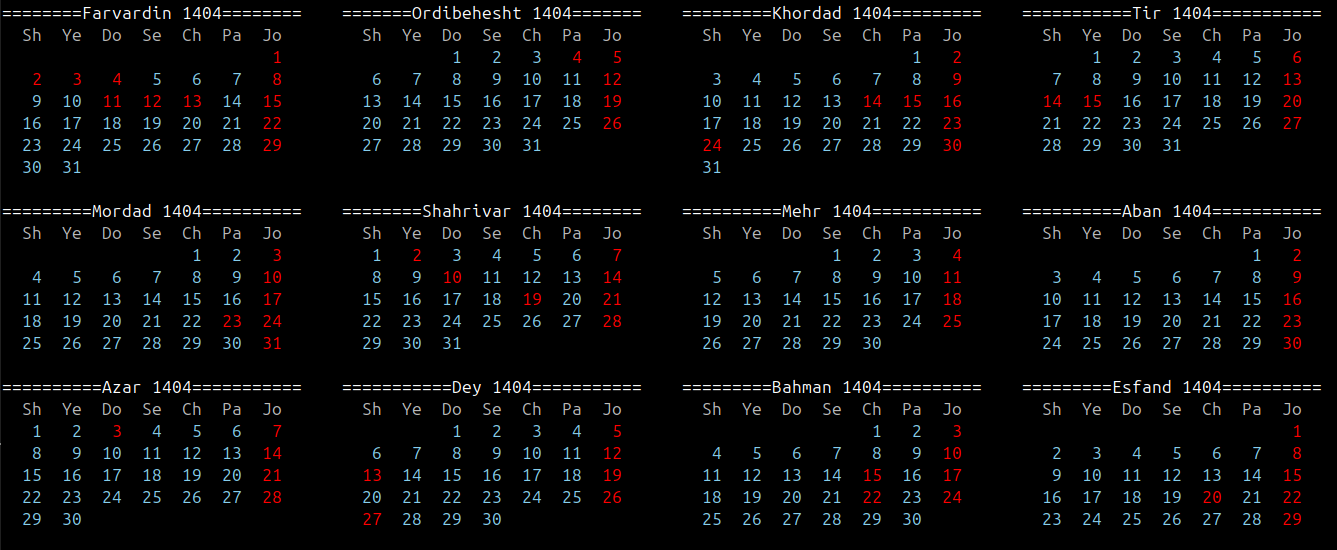 ========Farvardin 1404======== =======Ordibehesht 1404======= =========Khordad 1404========= ===========Tir 1404===========
Sh Ye Do Se Ch Pa Jo Sh Ye Do Se Ch Pa Jo Sh Ye Do Se Ch Pa Jo Sh Ye Do Se Ch Pa Jo
1 1 2 3 4 5 1 2 1 2 3 4 5 6
2 3 4 5 6 7 8 6 7 8 9 10 11 12 3 4 5 6 7 8 9 7 8 9 10 11 12 13
9 10 11 12 13 14 15 13 14 15 16 17 18 19 10 11 12 13 14 15 16 14 15 16 17 18 19 20
16 17 18 19 20 21 22 20 21 22 23 24 25 26 17 18 19 20 21 22 23 21 22 23 24 25 26 27
23 24 25 26 27 28 29 27 28 29 30 31 24 25 26 27 28 29 30 28 29 30 31
30 31 31
=========Mordad 1404========== ========Shahrivar 1404======== ==========Mehr 1404=========== ==========Aban 1404===========
Sh Ye Do Se Ch Pa Jo Sh Ye Do Se Ch Pa Jo Sh Ye Do Se Ch Pa Jo Sh Ye Do Se Ch Pa Jo
1 2 3 1 2 3 4 5 6 7 1 2 3 4 1 2
4 5 6 7 8 9 10 8 9 10 11 12 13 14 5 6 7 8 9 10 11 3 4 5 6 7 8 9
11 12 13 14 15 16 17 15 16 17 18 19 20 21 12 13 14 15 16 17 18 10 11 12 13 14 15 16
18 19 20 21 22 23 24 22 23 24 25 26 27 28 19 20 21 22 23 24 25 17 18 19 20 21 22 23
25 26 27 28 29 30 31 29 30 31 26 27 28 29 30 24 25 26 27 28 29 30
==========Azar 1404=========== ===========Dey 1404=========== =========Bahman 1404========== =========Esfand 1404==========
Sh Ye Do Se Ch Pa Jo Sh Ye Do Se Ch Pa Jo Sh Ye Do Se Ch Pa Jo Sh Ye Do Se Ch Pa Jo
1 2 3 4 5 6 7 1 2 3 4 5 1 2 3 1
8 9 10 11 12 13 14 6 7 8 9 10 11 12 4 5 6 7 8 9 10 2 3 4 5 6 7 8
15 16 17 18 19 20 21 13 14 15 16 17 18 19 11 12 13 14 15 16 17 9 10 11 12 13 14 15
22 23 24 25 26 27 28 20 21 22 23 24 25 26 18 19 20 21 22 23 24 16 17 18 19 20 21 22
29 30 27 28 29 30 25 26 27 28 29 30 23 24 25 26 27 28 29